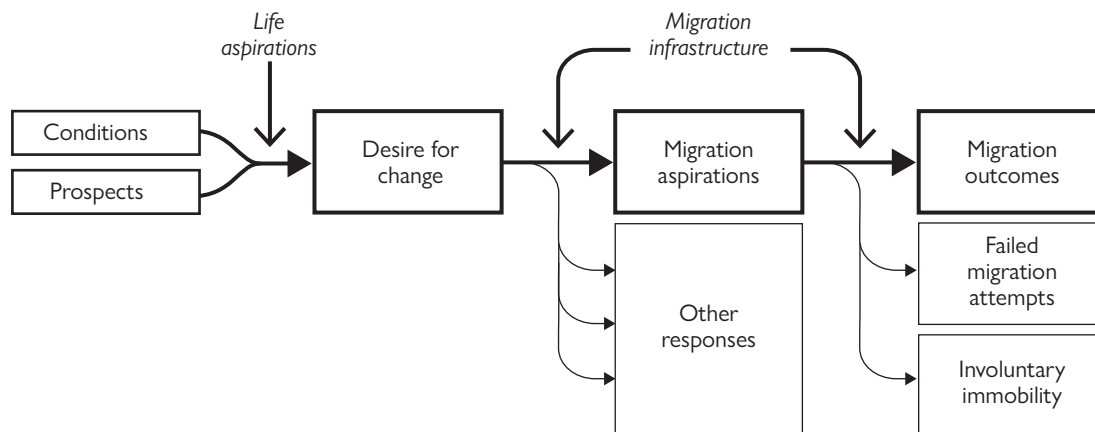 Life
aspirations
Migration
infrastructure
Conditions
Prospects
Desire for
change
Migration
aspirations
Migration
outcomes
Other
responses
Failed
migration
attempts
Involuntary
immobility